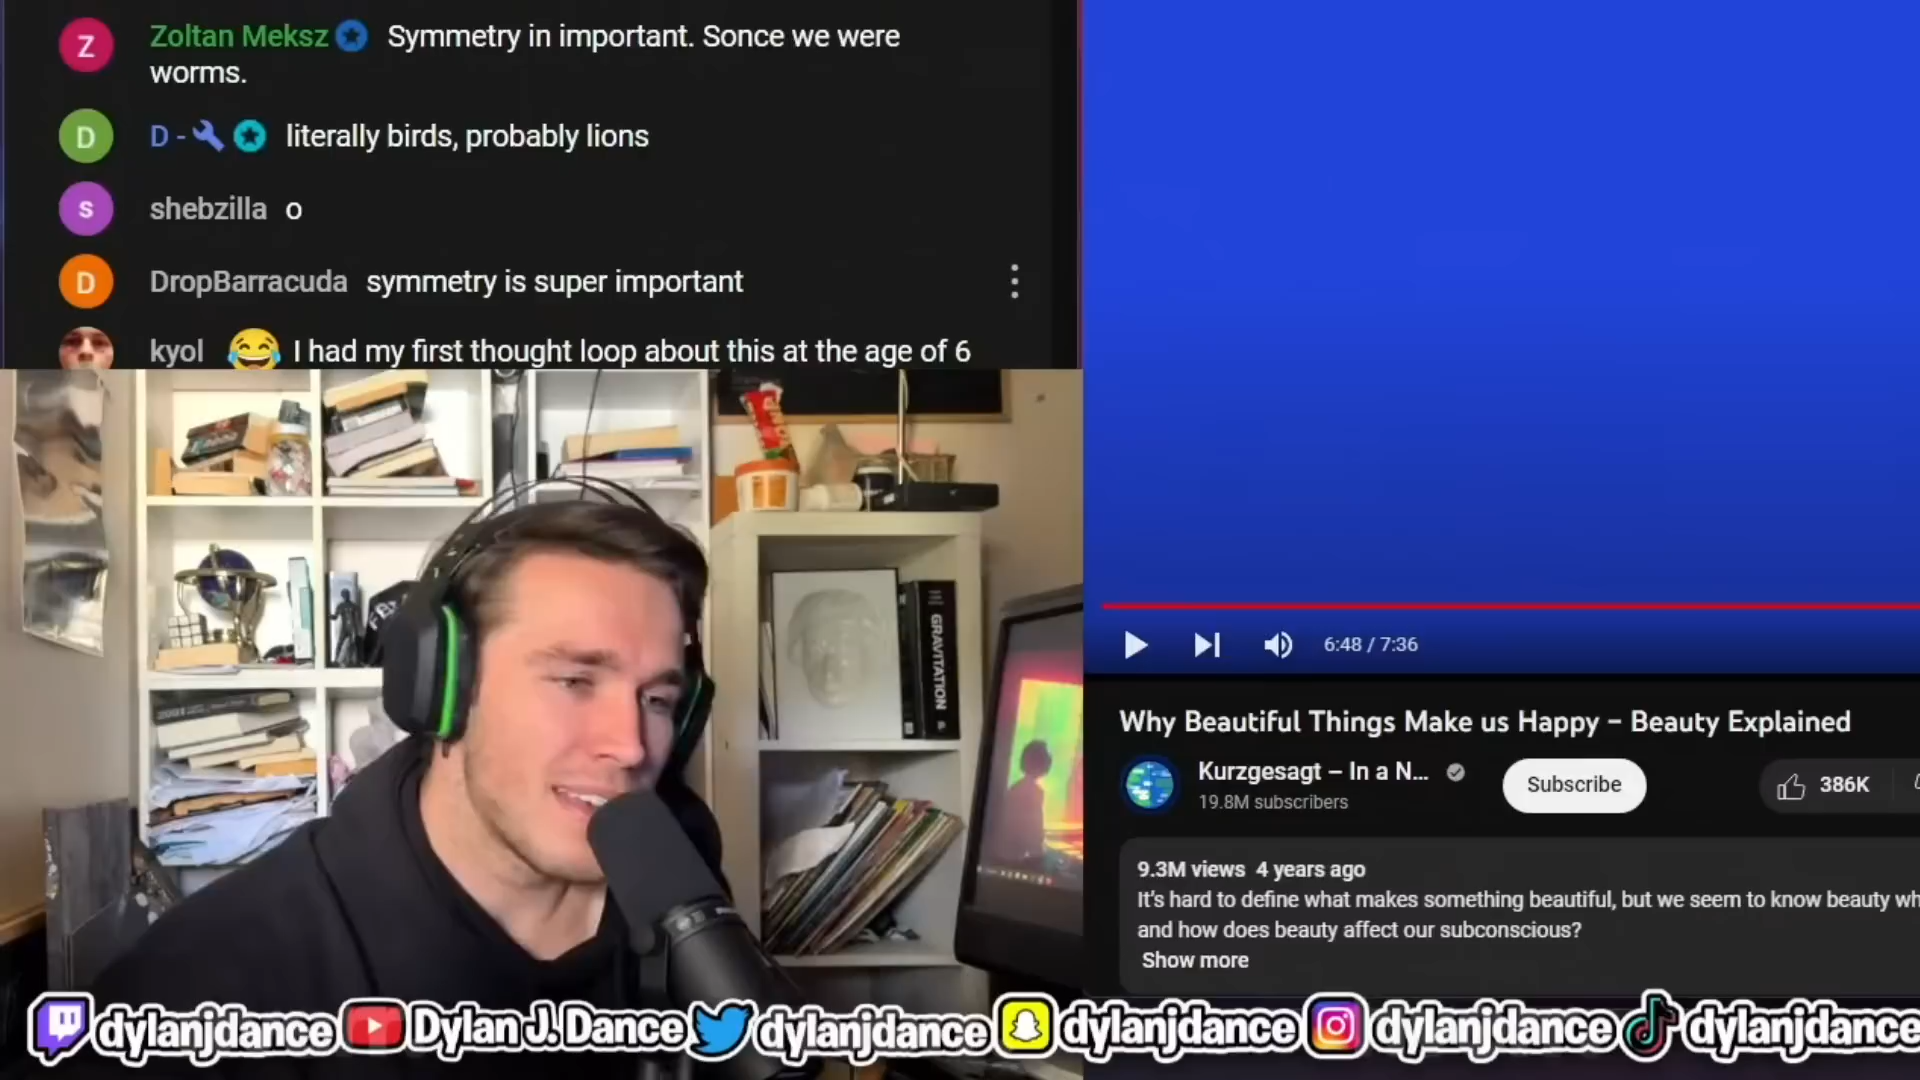 Z Zoltan Meksz Symmetry in important. Sonce we were
worms.
D D - literally birds, probably lions
s shebzilla o
D DropBarracuda symmetry is super important
kyol 😂 I had my first thought loop about this at the age of 6
GRAVITATION
6:48 / 7:36
Why Beautiful Things Make us Happy – Beauty Explained
Kurzgesagt – In a N...
19.8M subscribers
Subscribe
386K
9.3M views 4 years ago
It's hard to define what makes something beautiful, but we seem to know beauty wh
and how does beauty affect our subconscious?
Show more
dylanjdance Dylan J. Dance dylanjdance dylanjdance dylanjdance dylanjdance